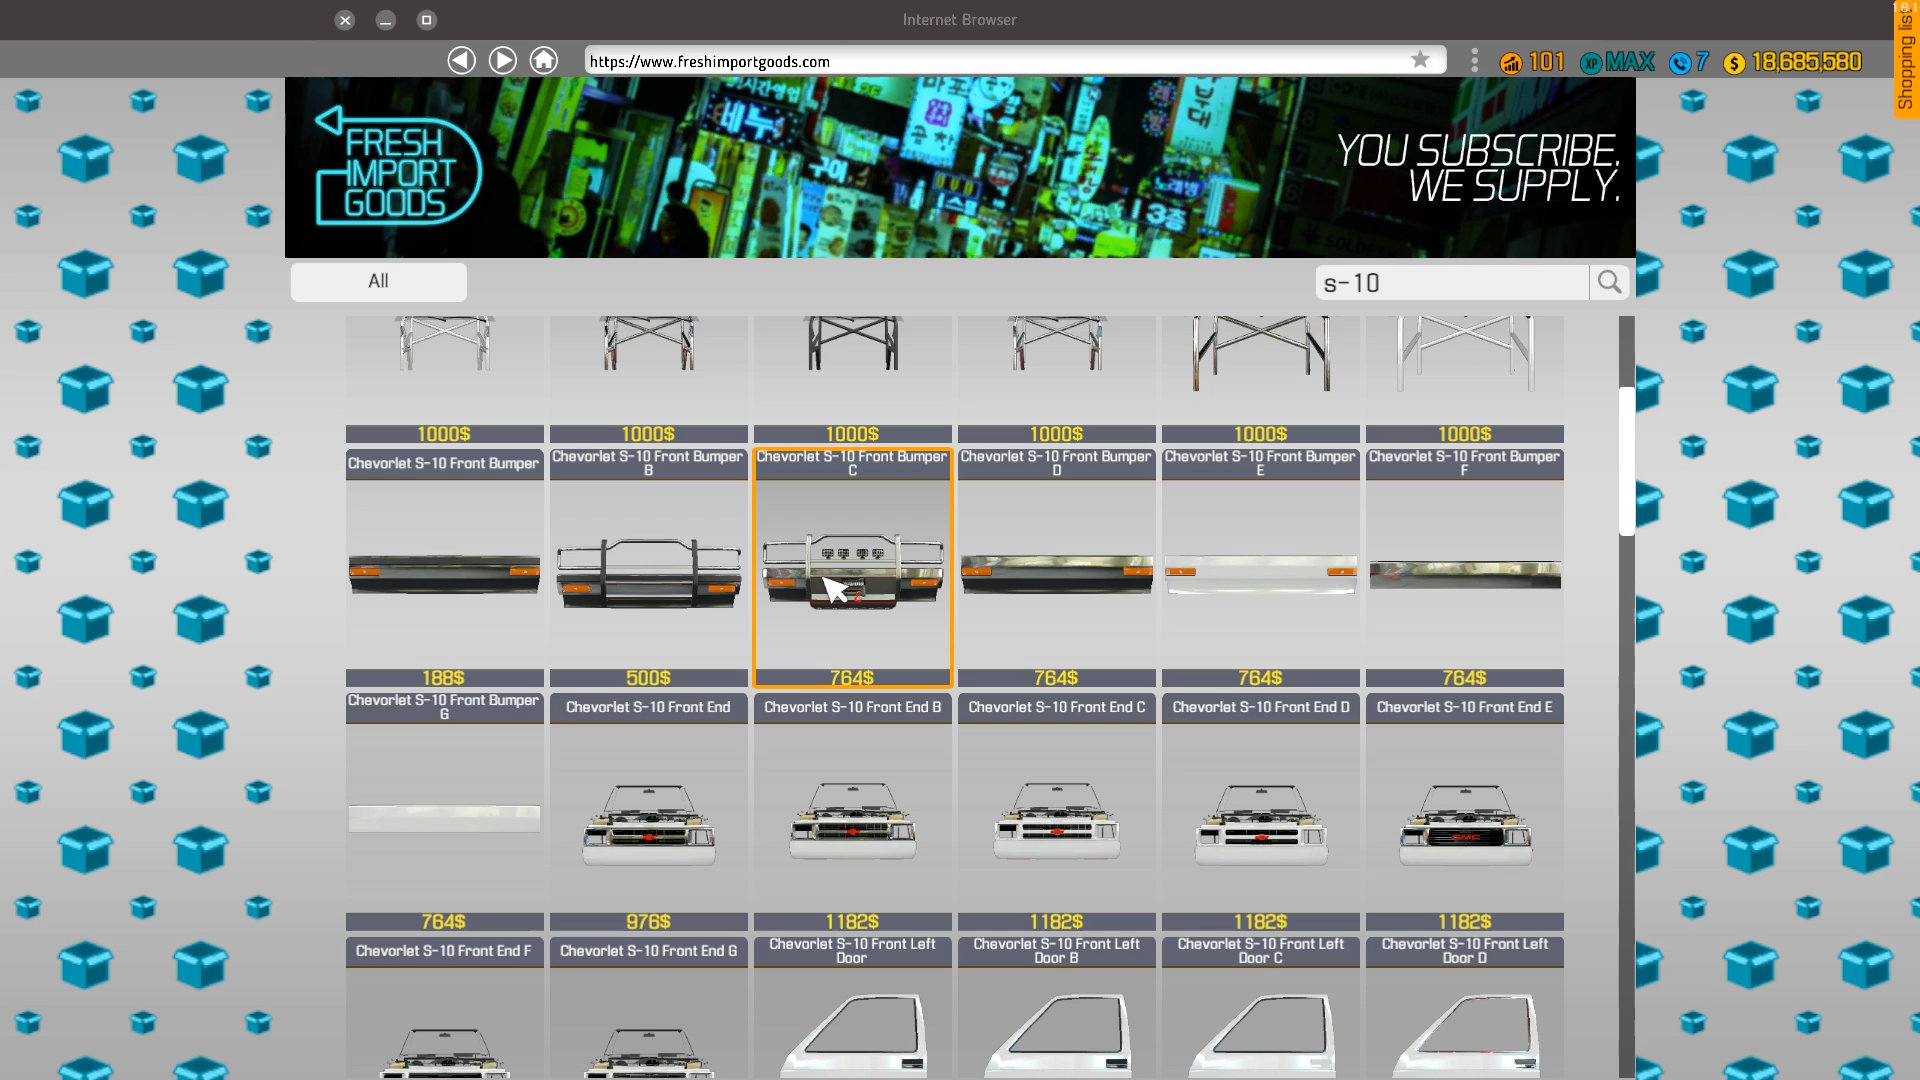 Internet Browser
1.8.1
Shopping list
https://www.freshimportgoods.com
101
XP MAX
7
$ 18,685,580
FRESH
IMPORT
GOODS
YOU SUBSCRIBE.
WE SUPPLY.
All
s-10
1000$ 1000$ 1000$ 1000$ 1000$ 1000$
Chevorlet S-10 Front Bumper
Chevorlet S-10 Front Bumper
B
Chevorlet S-10 Front Bumper
C
Chevorlet S-10 Front Bumper
D
Chevorlet S-10 Front Bumper
E
Chevorlet S-10 Front Bumper
F
188$ 500$ 764$ 764$ 764$ 764$
Chevorlet S-10 Front Bumper
G
Chevorlet S-10 Front End
Chevorlet S-10 Front End B
Chevorlet S-10 Front End C
Chevorlet S-10 Front End D
Chevorlet S-10 Front End E
GMC
764$ 976$ 1182$ 1182$ 1182$ 1182$
Chevorlet S-10 Front End F
Chevorlet S-10 Front End G
Chevorlet S-10 Front Left
Door
Chevorlet S-10 Front Left
Door B
Chevorlet S-10 Front Left
Door C
Chevorlet S-10 Front Left
Door D